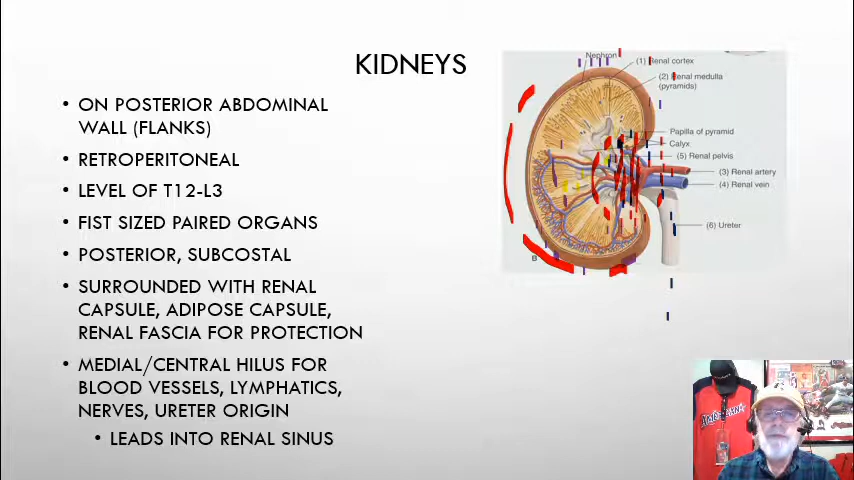 KIDNEYS
• ON POSTERIOR ABDOMINAL
WALL (FLANKS)
• RETROPERITONEAL
• LEVEL OF T12-L3
• FIST SIZED PAIRED ORGANS
• POSTERIOR, SUBCOSTAL
• SURROUNDED WITH RENAL
CAPSULE, ADIPOSE CAPSULE,
RENAL FASCIA FOR PROTECTION
• MEDIAL/CENTRAL HILUS FOR
BLOOD VESSELS, LYMPHATICS,
NERVES, URETER ORIGIN
• LEADS INTO RENAL SINUS
Nephron
(1) Renal cortex
(2) Renal medulla
(pyramids)
Papilla of pyramid
Calyx
(5) Renal pelvis
(3) Renal artery
(4) Renal vein
(6) Ureter
B